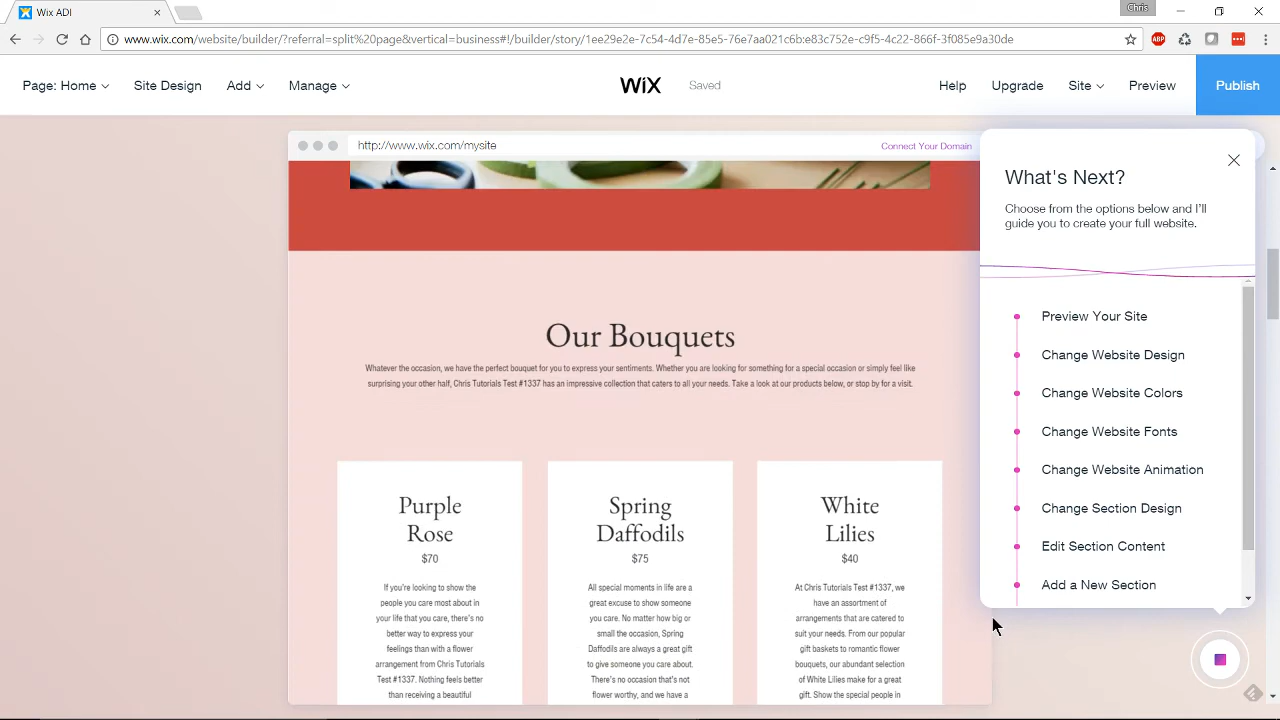 Wix ADI
Chris
www.wix.com/website/builder/?referral=split%20page&vertical=business#!/builder/story/1ee29e2e-7c54-4d7e-85e5-76e7aa021c6b:e83c752e-c9f5-4c22-866f-3f085e9a30de
ABP
Page: Home
Site Design
Add
Manage
WiX
Saved
Help
Upgrade
Site
Preview
Publish
http://www.wix.com/mysite
Connect Your Domain
Our Bouquets
Whatever the occasion, we have the perfect bouquet for you to express your sentiments. Whether you are looking for something for a special occasion or simply feel like
surprising your other half, Chris Tutorials Test #1337 has an impressive collection that caters to all your needs. Take a look at our products below, or stop by for a visit.
Purple
Rose
$70
If you're looking to show the
people you care most about in
your life that you care, there's no
better way to express your
feelings than with a flower
arrangement from Chris Tutorials
Test #1337. Nothing feels better
than receiving a beautiful
Spring
Daffodils
$75
All special moments in life are a
great excuse to show someone
you care. No matter how big or
small the occasion, Spring
Daffodils are always a great gift
to give someone you care about.
There's no occasion that's not
flower worthy, and we have a
White
Lilies
$40
At Chris Tutorials Test #1337, we
have an assortment of
arrangements that are catered to
suit your needs. From our popular
gift baskets to romantic flower
bouquets, our abundant selection
of White Lilies make for a great
gift. Show the special people in
What's Next?
Choose from the options below and I'll
guide you to create your full website.
Preview Your Site
Change Website Design
Change Website Colors
Change Website Fonts
Change Website Animation
Change Section Design
Edit Section Content
Add a New Section